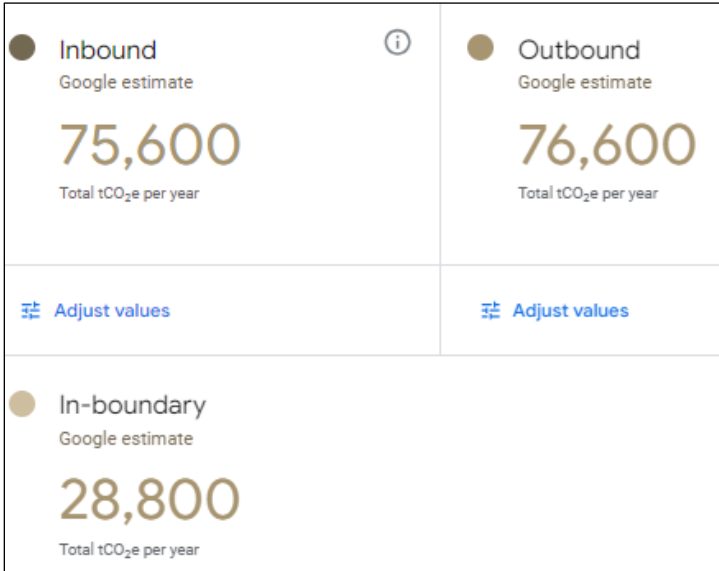 Inbound
Google estimate
75,600
Total tCO₂e per year
Adjust values
Outbound
Google estimate
76,600
Total tCO₂e per year
Adjust values
In-boundary
Google estimate
28,800
Total tCO₂e per year